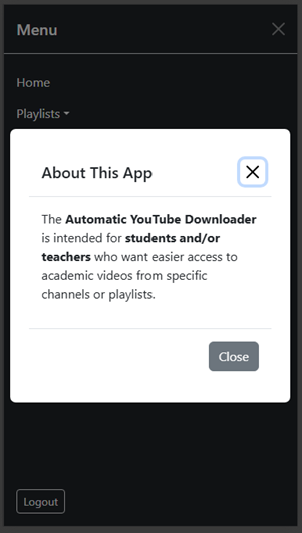 Menu
Home
Playlists
About This App
The Automatic YouTube Downloader
is intended for students and/or
teachers who want easier access to
academic videos from specific
channels or playlists.
Close
Logout